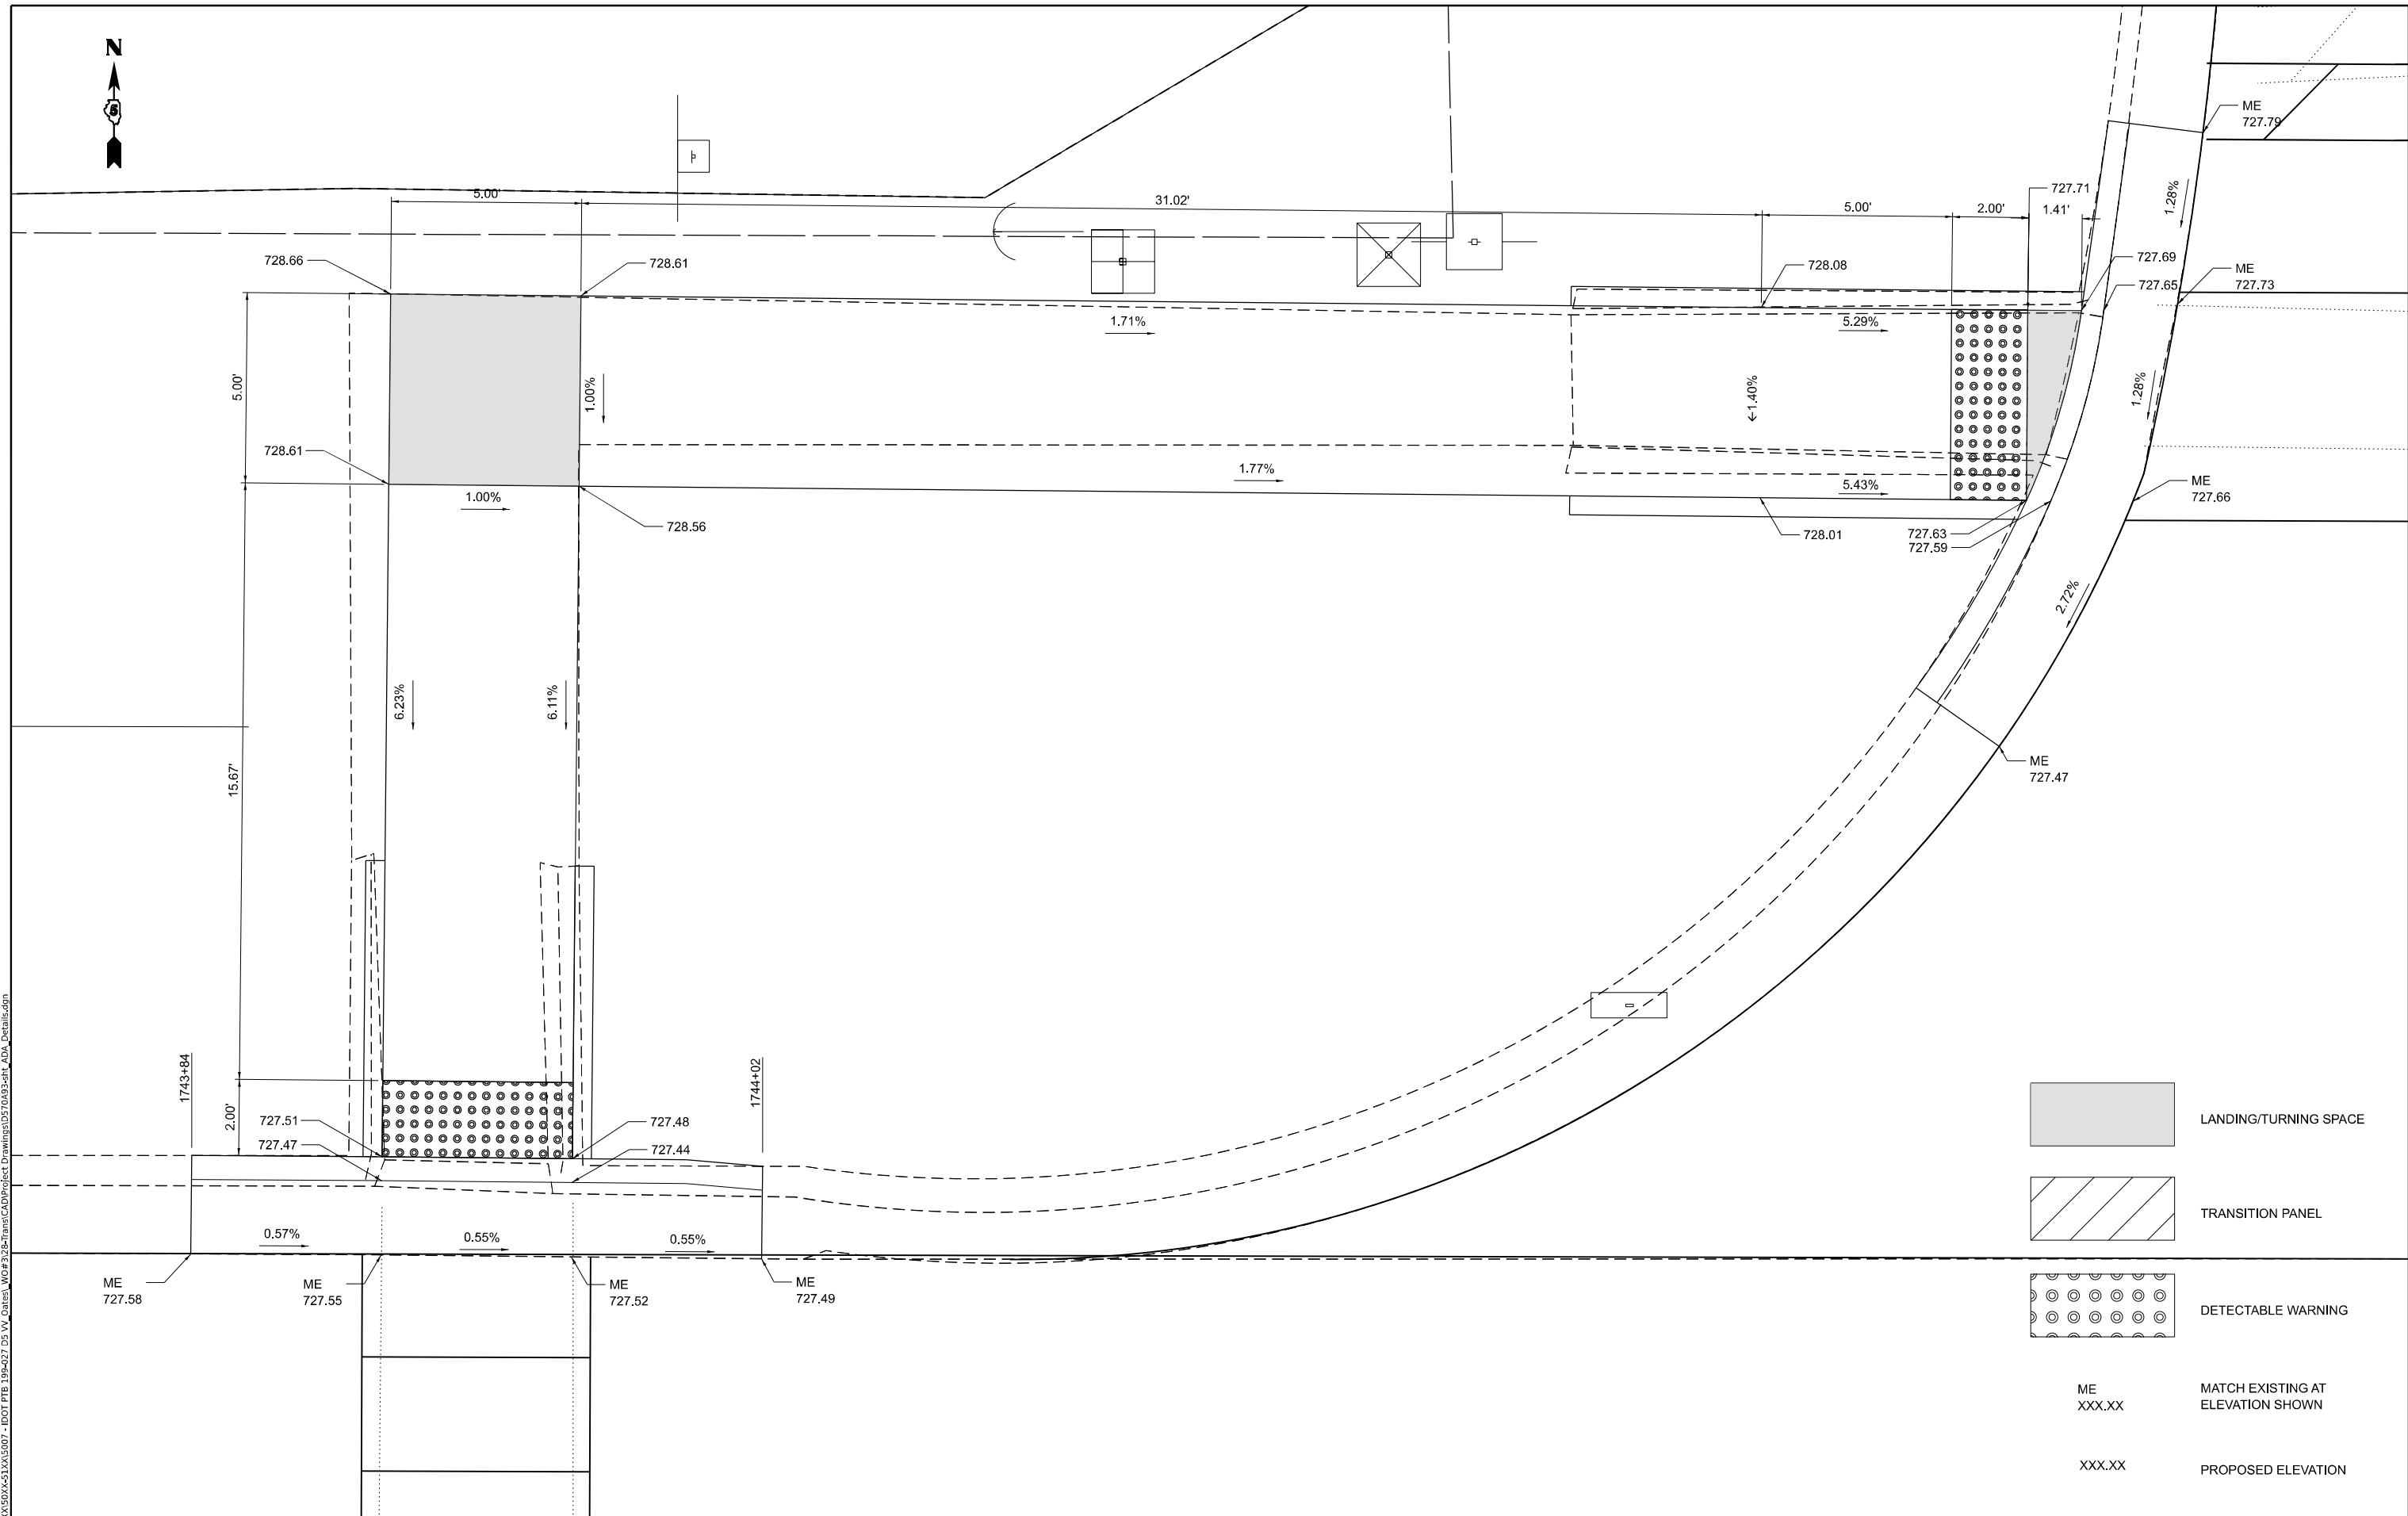 N
5
ME
727.79
5.00'
31.02'
5.00'
2.00'
1.41'
727.71
1.28%
728.66
728.61
728.08
727.69
727.65
ME
727.73
1.71%
5.29%
5.00'
1.00%
1.40%
1.28%
728.61
1.00%
1.77%
5.43%
ME
727.66
728.56
728.01
727.63
727.59
2.72%
6.23%
6.11%
15.67'
ME
727.47
1743+84
1744+02
2.00'
727.51
727.47
727.48
727.44
0.57%
0.55%
0.55%
ME
727.58
ME
727.55
ME
727.52
ME
727.49
LANDING/TURNING SPACE
TRANSITION PANEL
DETECTABLE WARNING
ME
XXX.XX
MATCH EXISTING AT
ELEVATION SHOWN
XXX.XX
PROPOSED ELEVATION